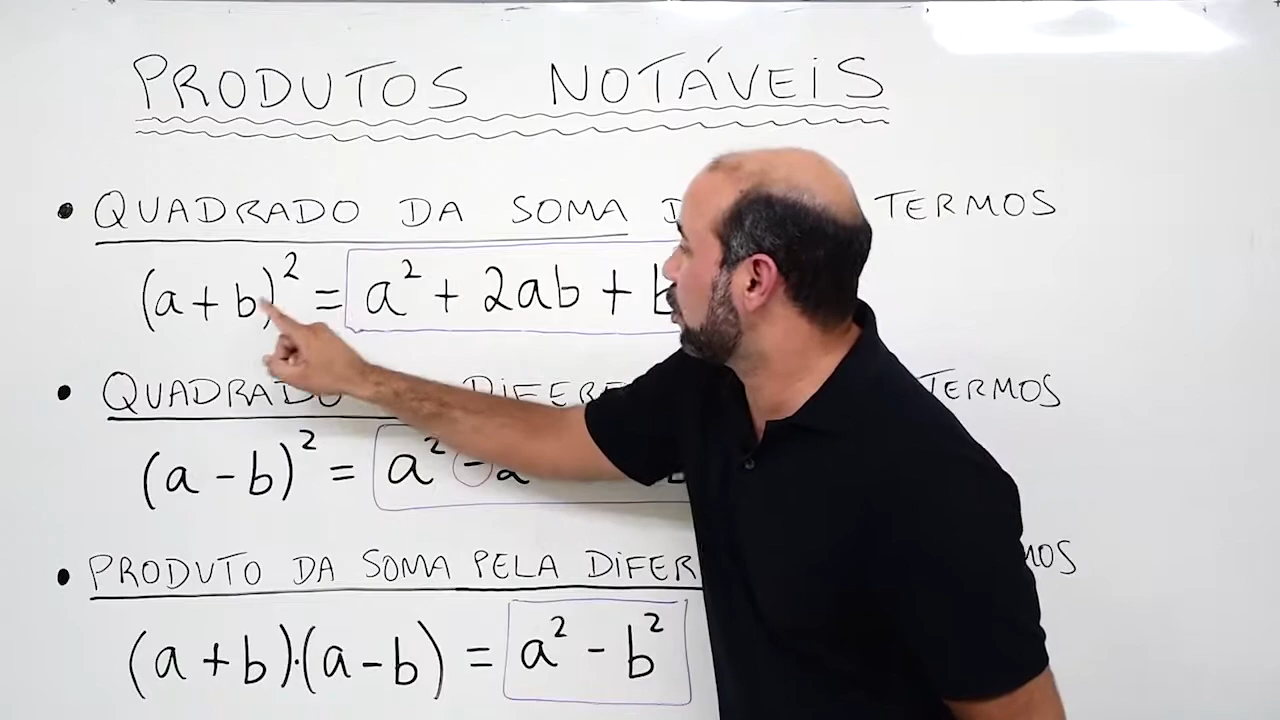 PRODUTOS NOTÁVEIS
• QUADRADO DA SOMA TERMOS
(a + b)² = a² + 2ab +
• QUADRADO DIFERE TERMOS
(a - b)² = a² -
• PRODUTO DA SOMA PELA DIFER
(a + b)·(a - b) = a² - b²